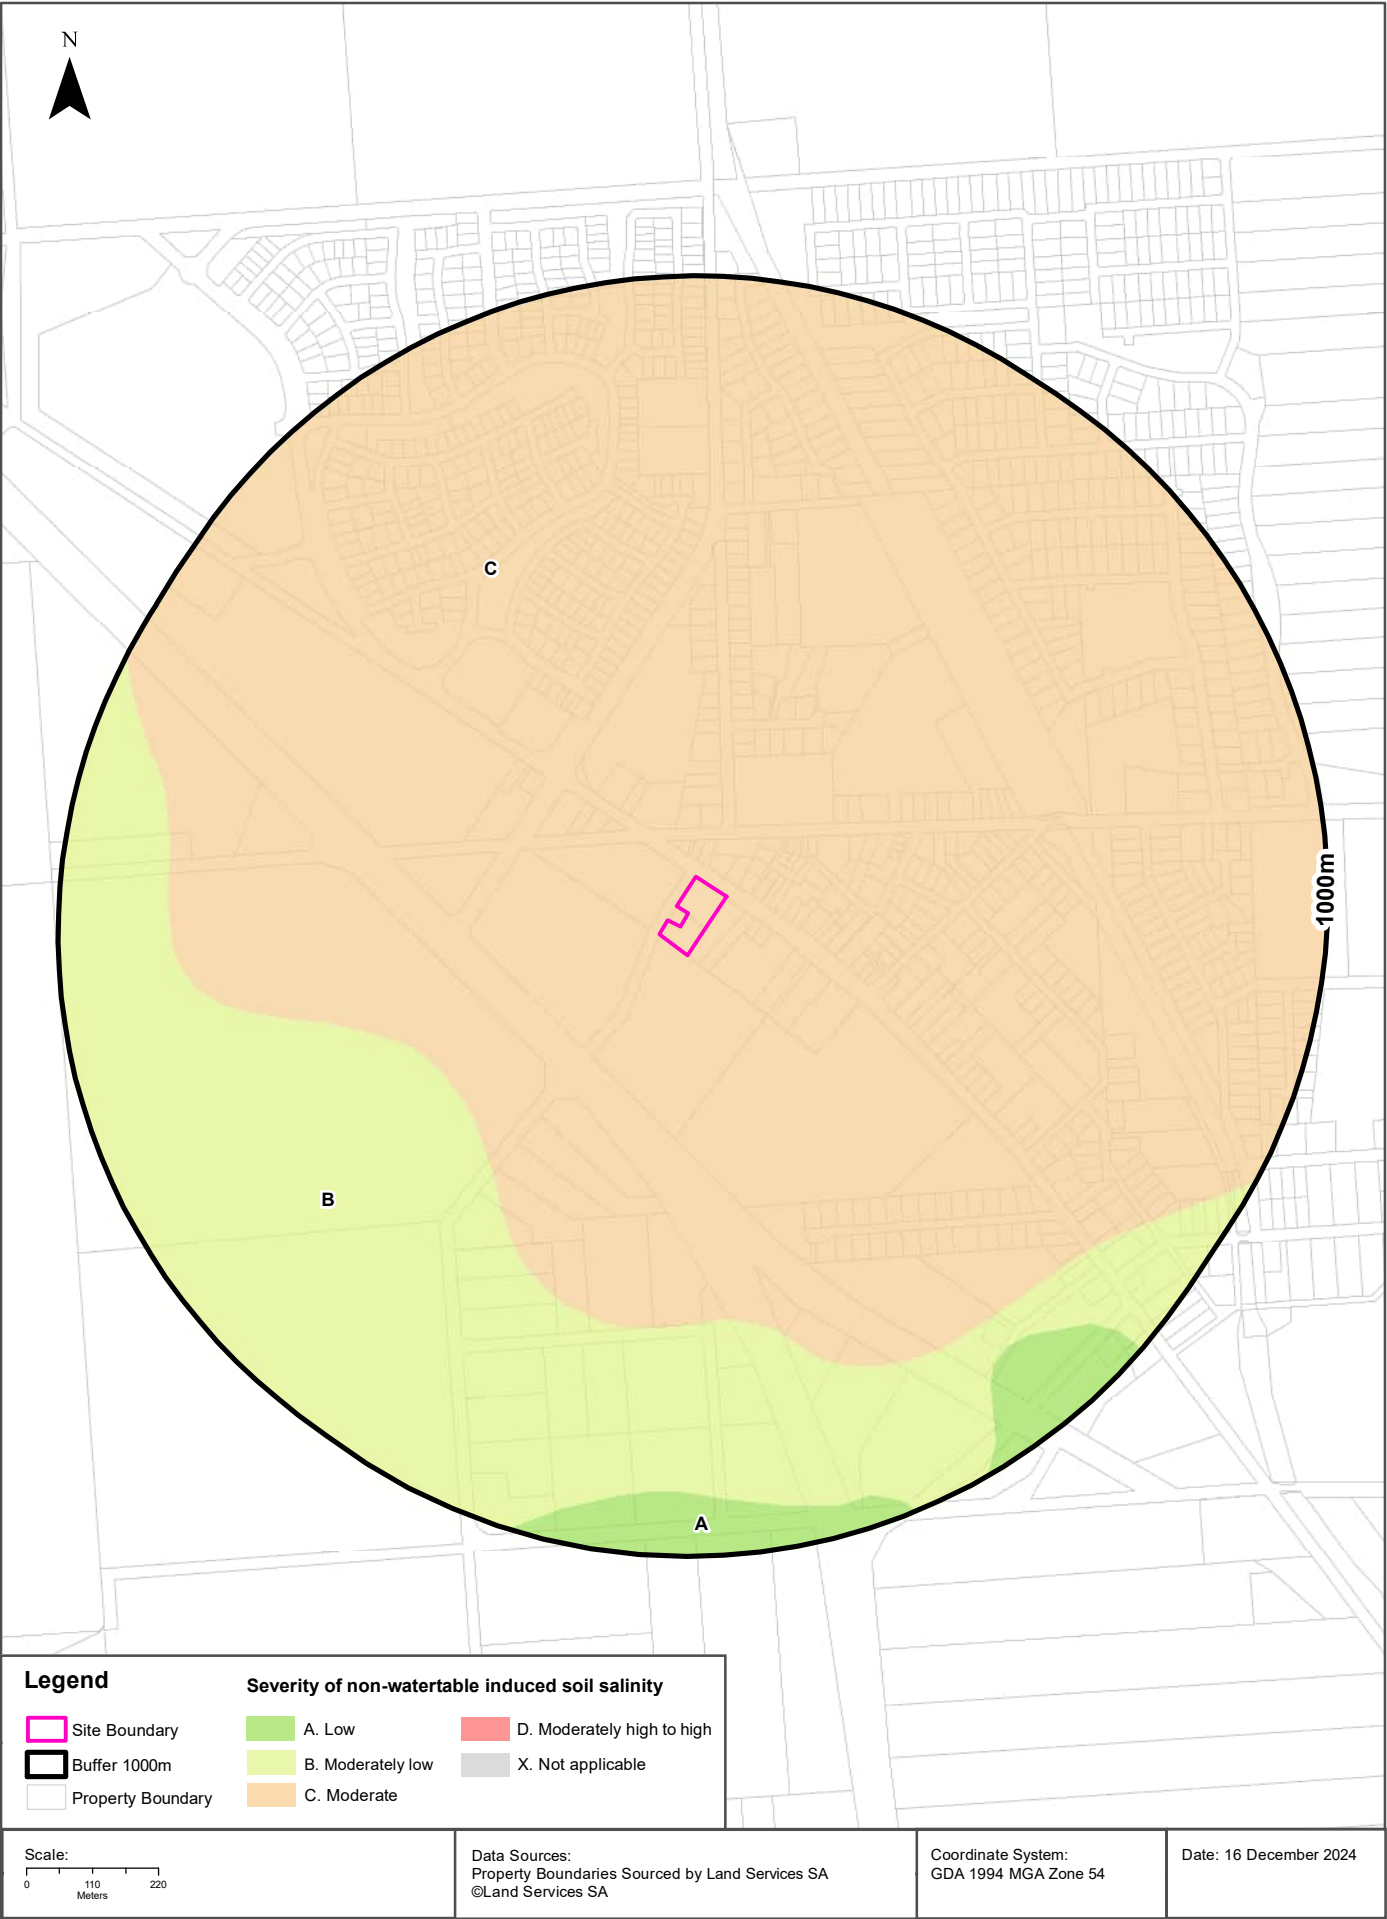 N
C
1000m
B
A
Legend
Site Boundary
Buffer 1000m
Property Boundary
Severity of non-watertable induced soil salinity
A. Low
B. Moderately low
C. Moderate
D. Moderately high to high
X. Not applicable
Scale:
0 110 220
Meters
Data Sources:
Property Boundaries Sourced by Land Services SA
©Land Services SA
Coordinate System:
GDA 1994 MGA Zone 54
Date: 16 December 2024